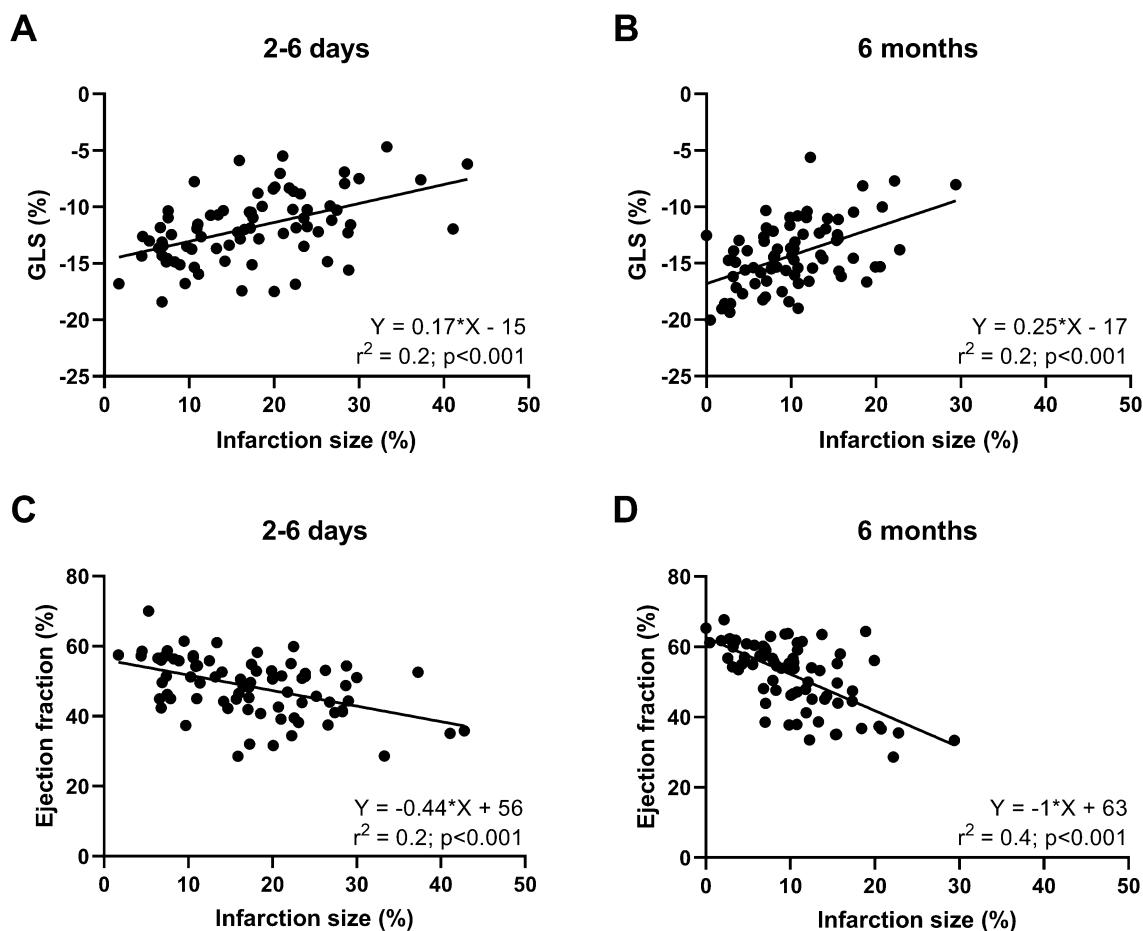 A
2-6 days
GLS (%)
0
-5
-10
-15
-20
-25
Y = 0.17*X - 15
r² = 0.2; p<0.001
0 10 20 30 40 50
Infarction size (%)
B
6 months
GLS (%)
0
-5
-10
-15
-20
-25
Y = 0.25*X - 17
r² = 0.2; p<0.001
0 10 20 30 40 50
Infarction size (%)
C
2-6 days
Ejection fraction (%)
80
60
40
20
0
Y = -0.44*X + 56
r² = 0.2; p<0.001
0 10 20 30 40 50
Infarction size (%)
D
6 months
Ejection fraction (%)
80
60
40
20
0
Y = -1*X + 63
r² = 0.4; p<0.001
0 10 20 30 40 50
Infarction size (%)